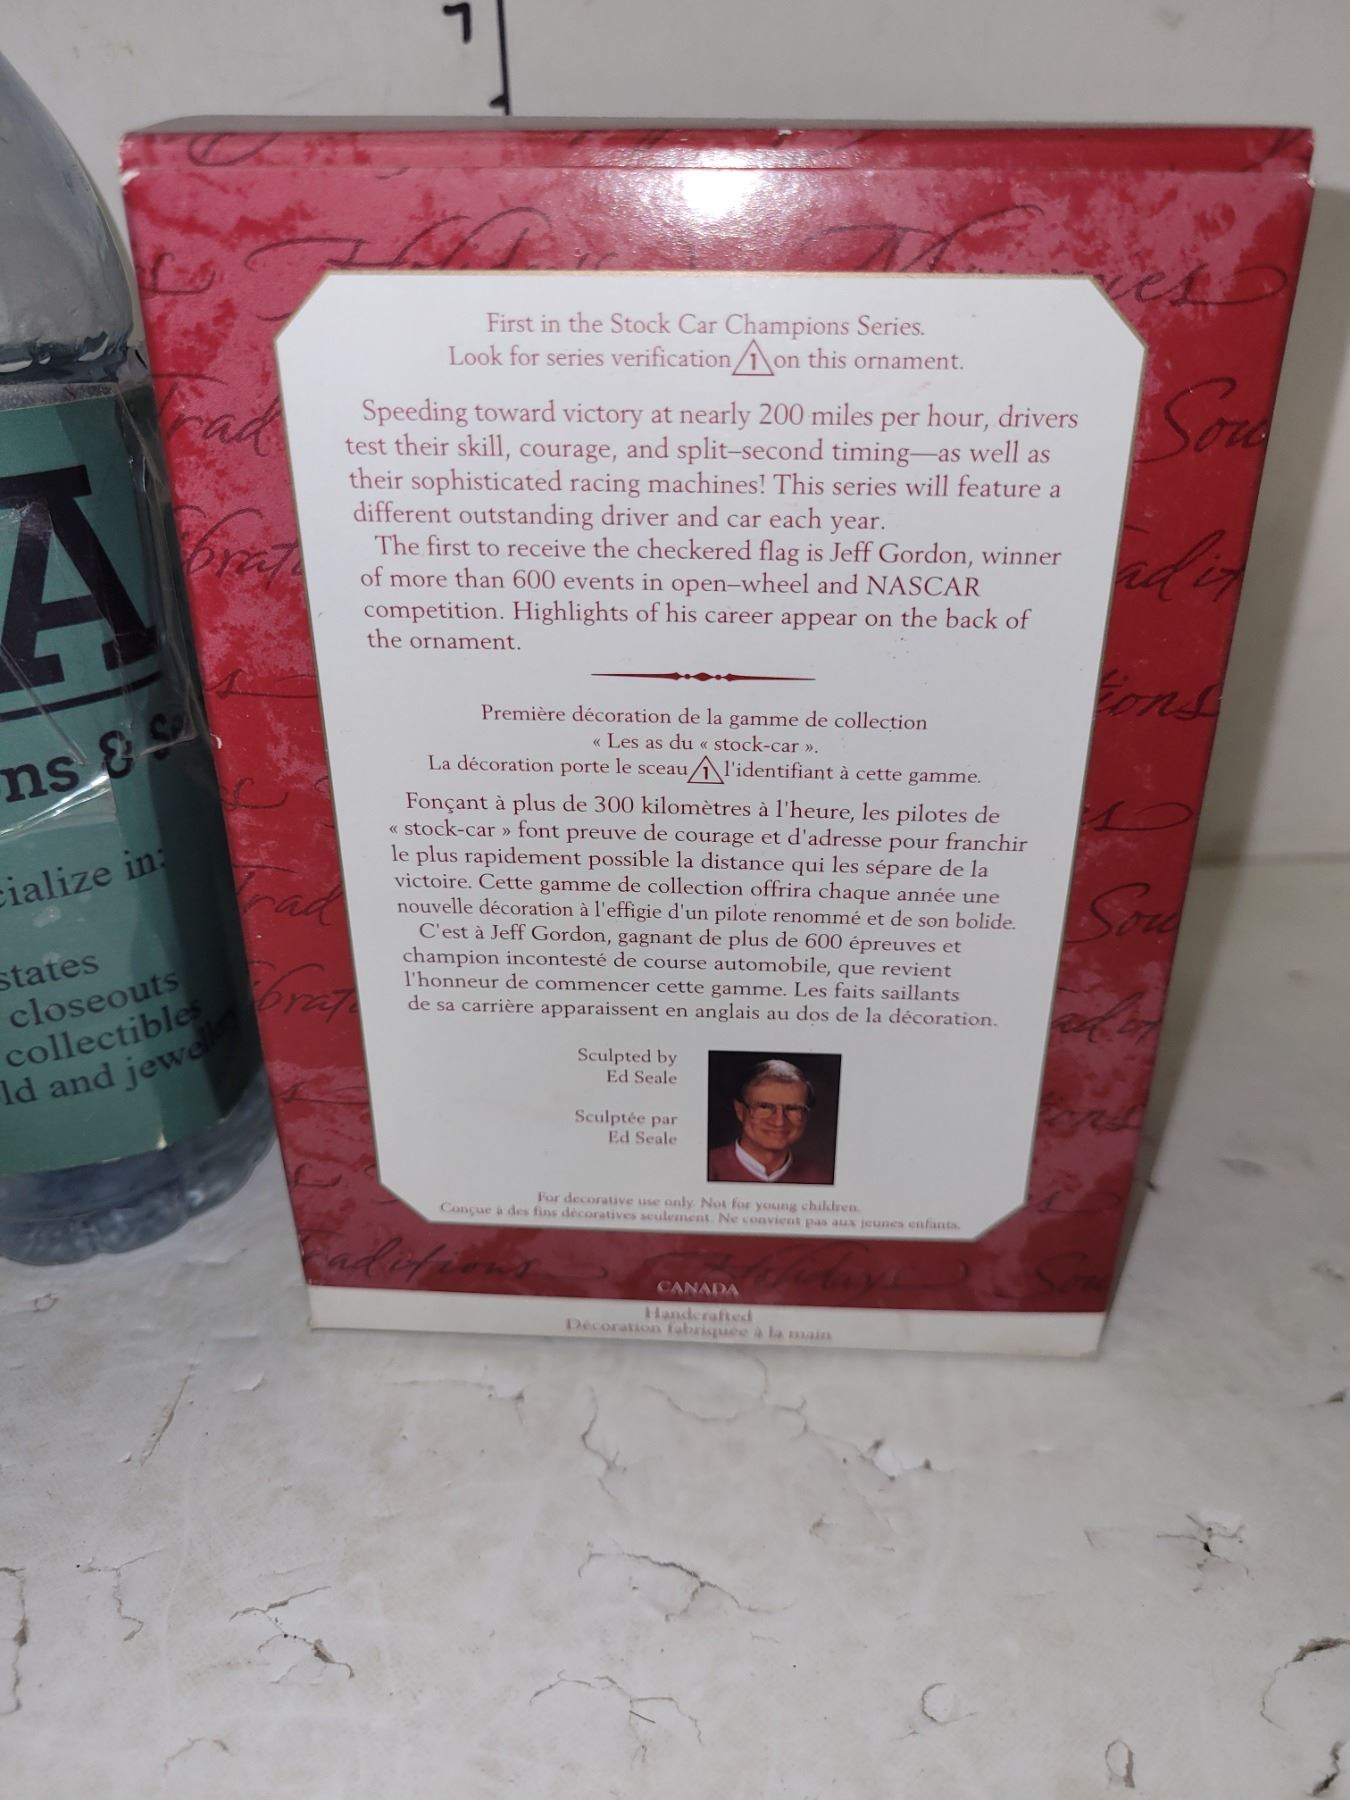 7
First in the Stock Car Champions Series.
Look for series verification 1 on this ornament.
Speeding toward victory at nearly 200 miles per hour, drivers
test their skill, courage, and split–second timing—as well as
their sophisticated racing machines! This series will feature a
different outstanding driver and car each year.
The first to receive the checkered flag is Jeff Gordon, winner
of more than 600 events in open–wheel and NASCAR
competition. Highlights of his career appear on the back of
the ornament.
Première décoration de la gamme de collection
« Les as du « stock-car ».
La décoration porte le sceau 1 l'identifiant à cette gamme.
Fonçant à plus de 300 kilomètres à l'heure, les pilotes de
« stock-car » font preuve de courage et d'adresse pour franchir
le plus rapidement possible la distance qui les sépare de la
victoire. Cette gamme de collection offrira chaque année une
nouvelle décoration à l'effigie d'un pilote renommé et de son bolide.
C'est à Jeff Gordon, gagnant de plus de 600 épreuves et
champion incontesté de course automobile, que revient
l'honneur de commencer cette gamme. Les faits saillants
de sa carrière apparaissent en anglais au dos de la décoration.
Sculpted by
Ed Seale
Sculptée par
Ed Seale
For decorative use only. Not for young children.
Conçue à des fins décoratives seulement. Ne convient pas aux jeunes enfants.
Traditions Holidays
CANADA
Handcrafted
Décoration fabriquée à la main
A
ns &
cialize in:
states
closeouts
collectibles
ld and jewellery